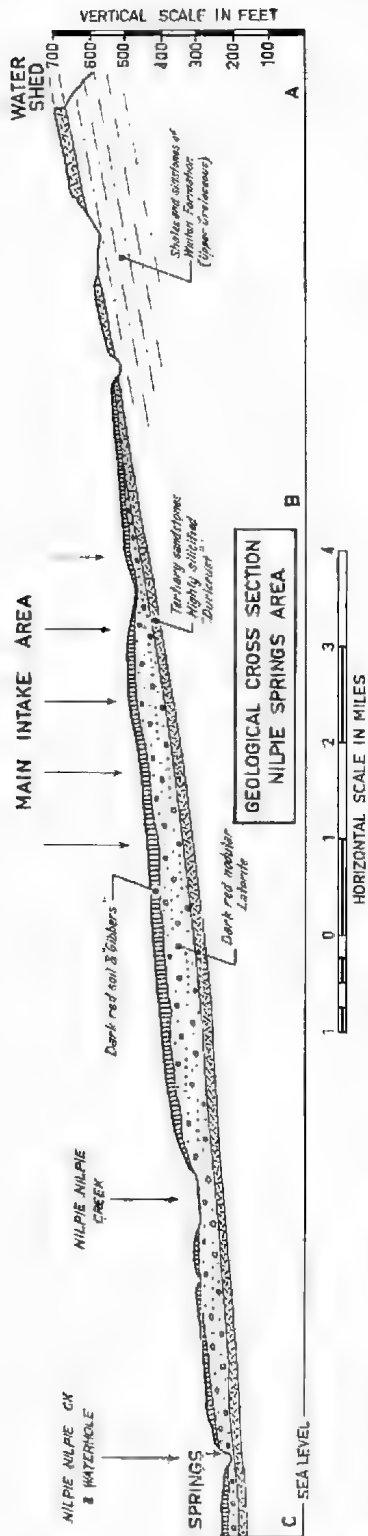 VERTICAL SCALE IN FEET
700
600
500
400
300
200
100
WATER
SHED
A
Shales and siltstones of
Winton Formation
(Upper Cretaceous)
MAIN INTAKE AREA
B
Tertiary sandstones
Highly silicified
"Duricrust"
Dark red soil & "Gibbers"
Dark red nodular
Laterite
GEOLOGICAL CROSS SECTION
NILPIE SPRINGS AREA
1 0 1 2 3 4
HORIZONTAL SCALE IN MILES
NILPIE NILPIE
CREEK
NILPIE NILPIE CK
& WATERHOLE
SPRINGS
C
SEA LEVEL